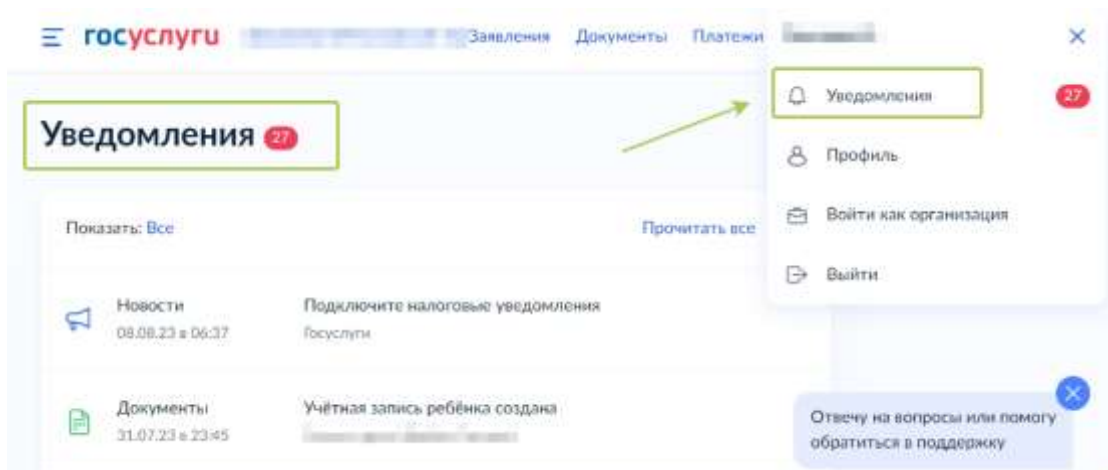 госуслуги Заявления Документы Платежи
Уведомления 27
Уведомления 27
Профиль
Войти как организация
Выйти
Показать: Все Прочитать все
Новости Подключите налоговые уведомления
08.08.23 в 06:37 Госуслуги
Документы Учётная запись ребёнка создана
31.07.23 в 23:45
Отвечу на вопросы или помогу
обратиться в поддержку